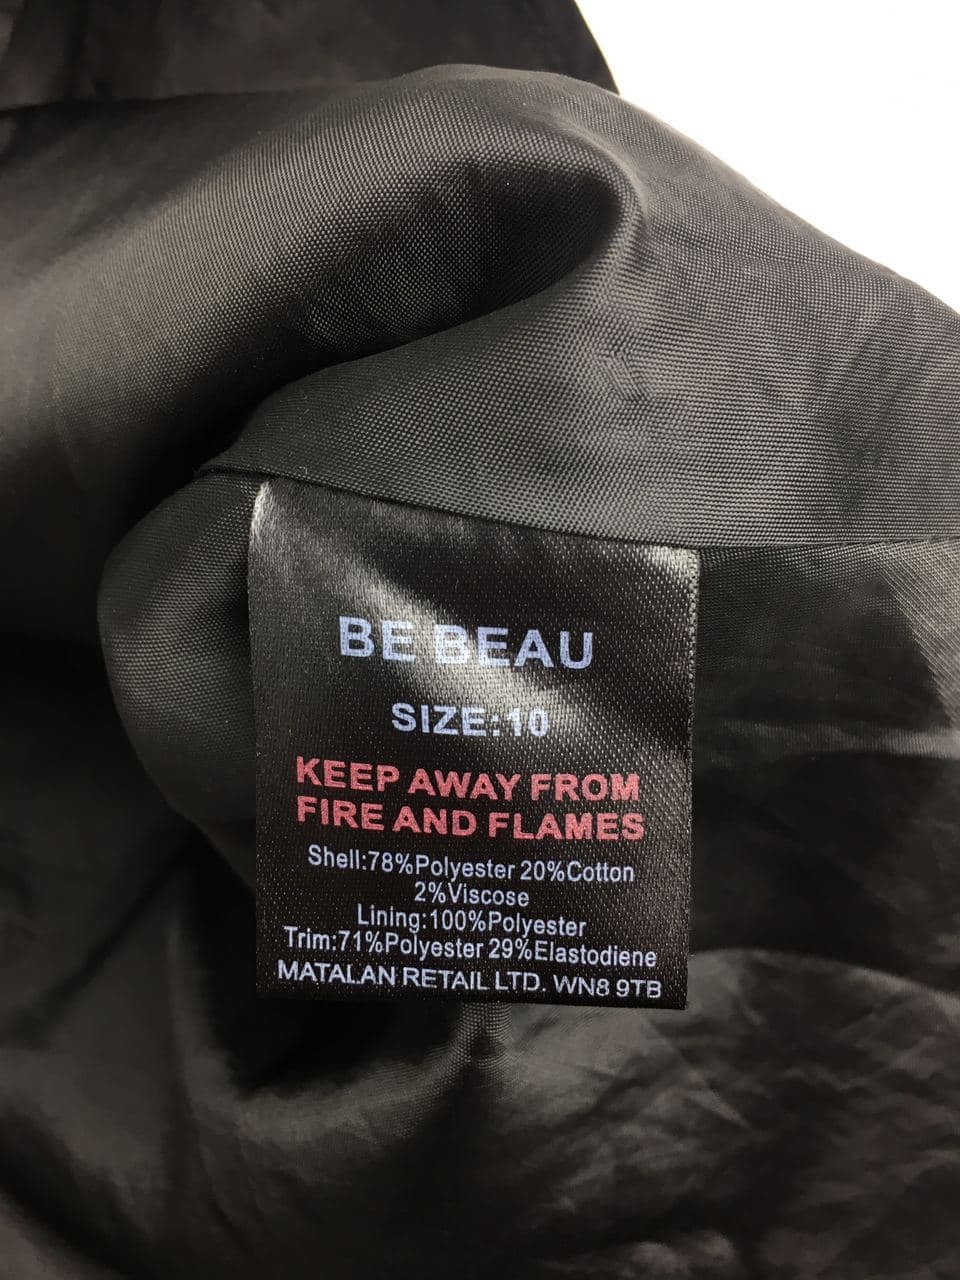 BE BEAU
SIZE:10
KEEP AWAY FROM
FIRE AND FLAMES
Shell:78%Polyester 20%Cotton
2%Viscose
Lining:100%Polyester
Trim:71%Polyester 29%Elastodiene
MATALAN RETAIL LTD. WN8 9TB